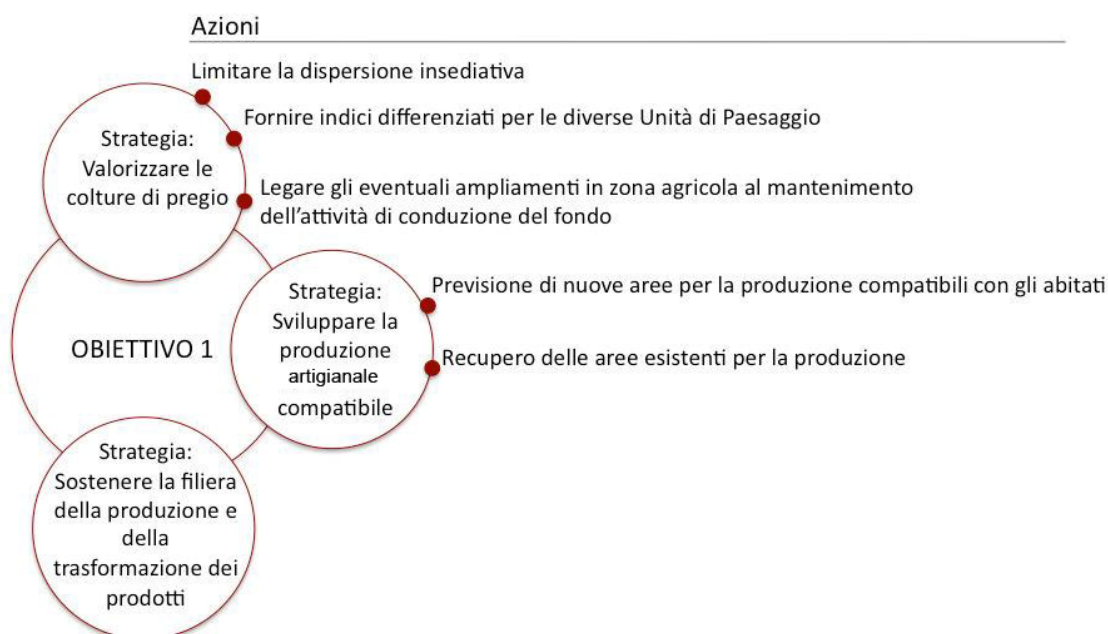 Azioni
Limitare la dispersione insediativa
Fornire indici differenziati per le diverse Unità di Paesaggio
Legare gli eventuali ampliamenti in zona agricola al mantenimento
dell'attività di conduzione del fondo
Strategia:
Valorizzare le
colture di pregio
Previsione di nuove aree per la produzione compatibili con gli abitati
Recupero delle aree esistenti per la produzione
Strategia:
Sviluppare la
produzione
artigianale
compatibile
OBIETTIVO 1
Strategia:
Sostenere la filiera
della produzione e
della
trasformazione dei
prodotti